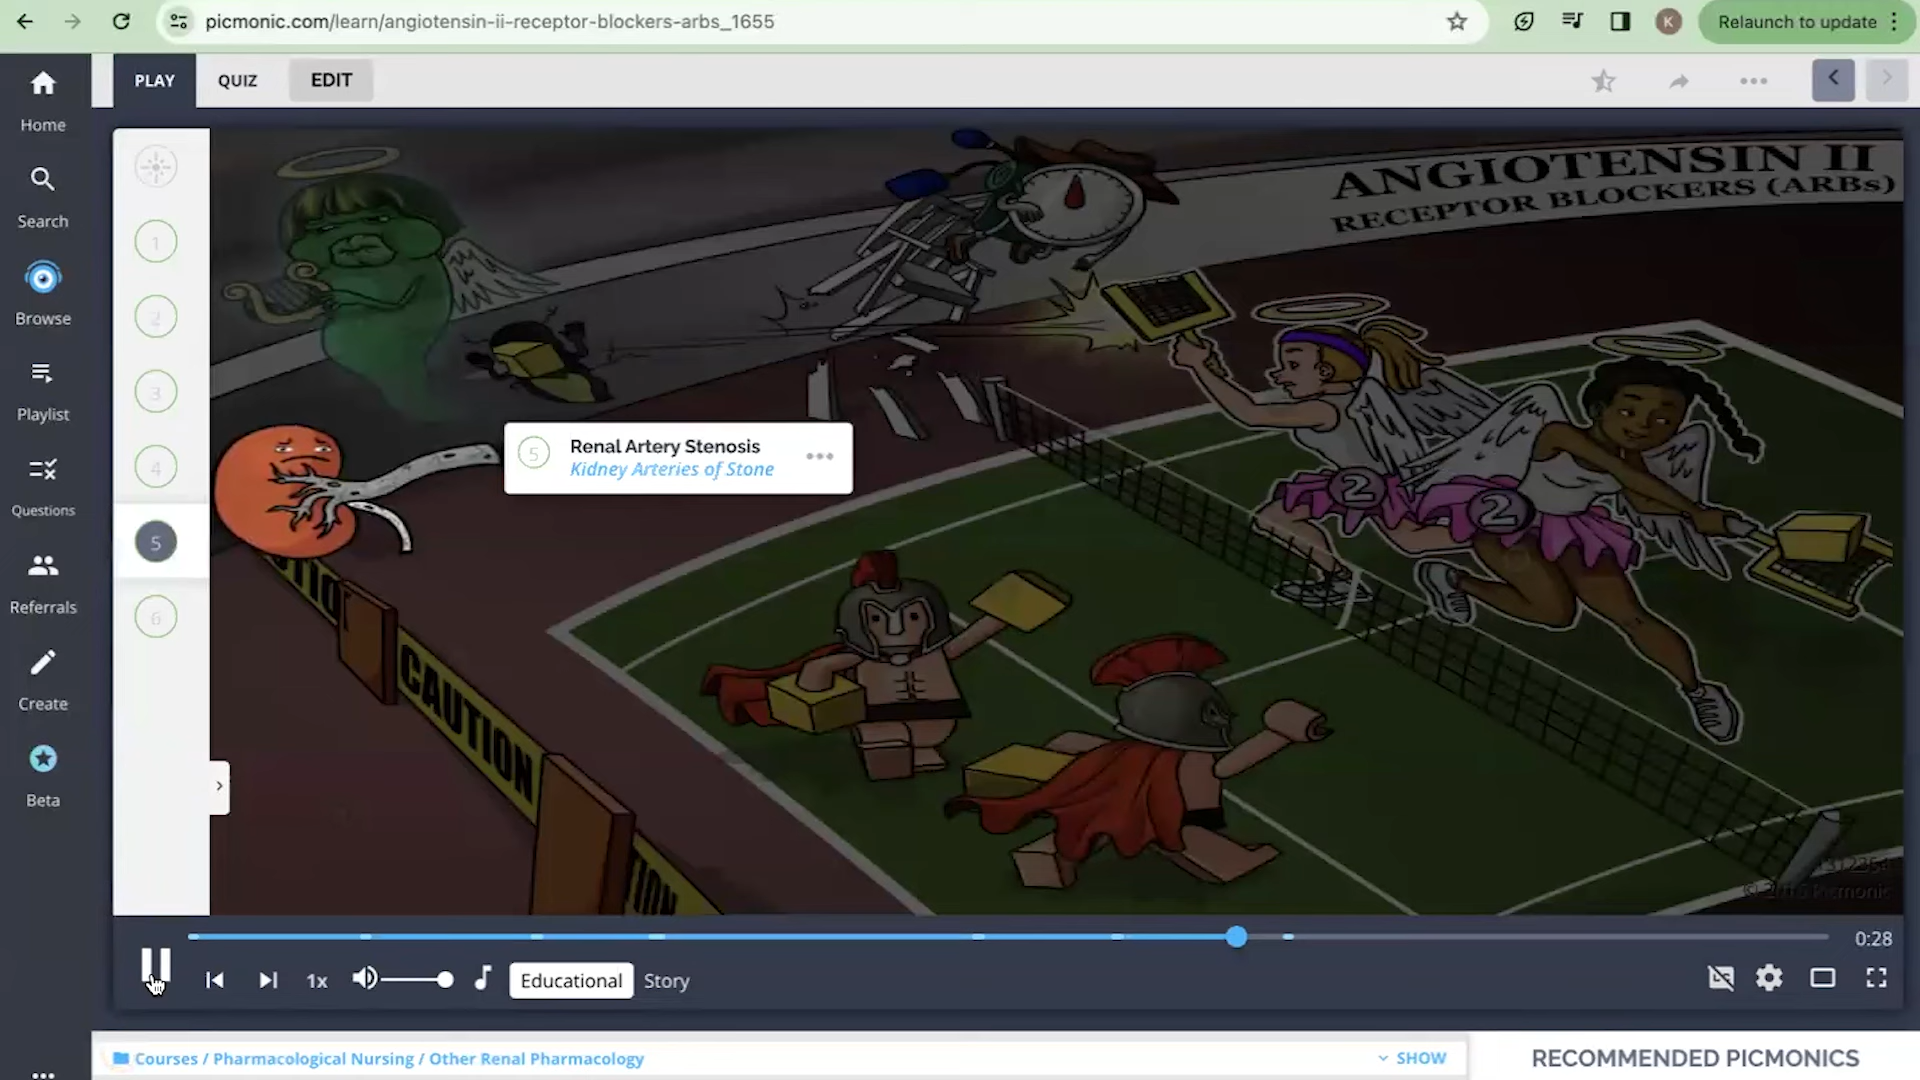 picmonic.com/learn/angiotensin-ii-receptor-blockers-arbs_1655
K
Relaunch to update
PLAY
QUIZ
EDIT
Home
Search
Browse
Playlist
Questions
Referrals
Create
Beta
1
2
3
4
5
6
ANGIOTENSIN II
RECEPTOR BLOCKERS (ARBs)
5
Renal Artery Stenosis
Kidney Arteries of Stone
2
2
CAUTION
0:28
1x
Educational
Story
Courses / Pharmacological Nursing / Other Renal Pharmacology
SHOW
RECOMMENDED PICMONICS